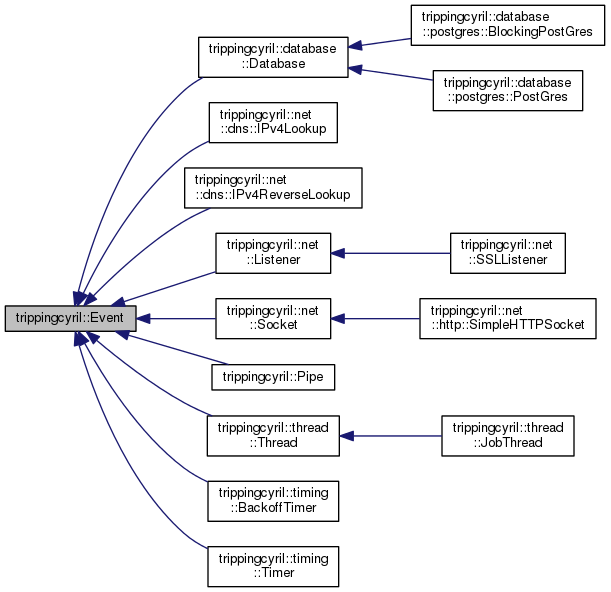 trippingcyril::Event
trippingcyril::database
::Database
trippingcyril::database
::postgres::BlockingPostGres
trippingcyril::database
::postgres::PostGres
trippingcyril::net
::dns::IPv4Lookup
trippingcyril::net
::dns::IPv4ReverseLookup
trippingcyril::net
::Listener
trippingcyril::net
::SSLListener
trippingcyril::net
::Socket
trippingcyril::net
::http::SimpleHTTPSocket
trippingcyril::Pipe
trippingcyril::thread
::Thread
trippingcyril::thread
::JobThread
trippingcyril::timing
::BackoffTimer
trippingcyril::timing
::Timer